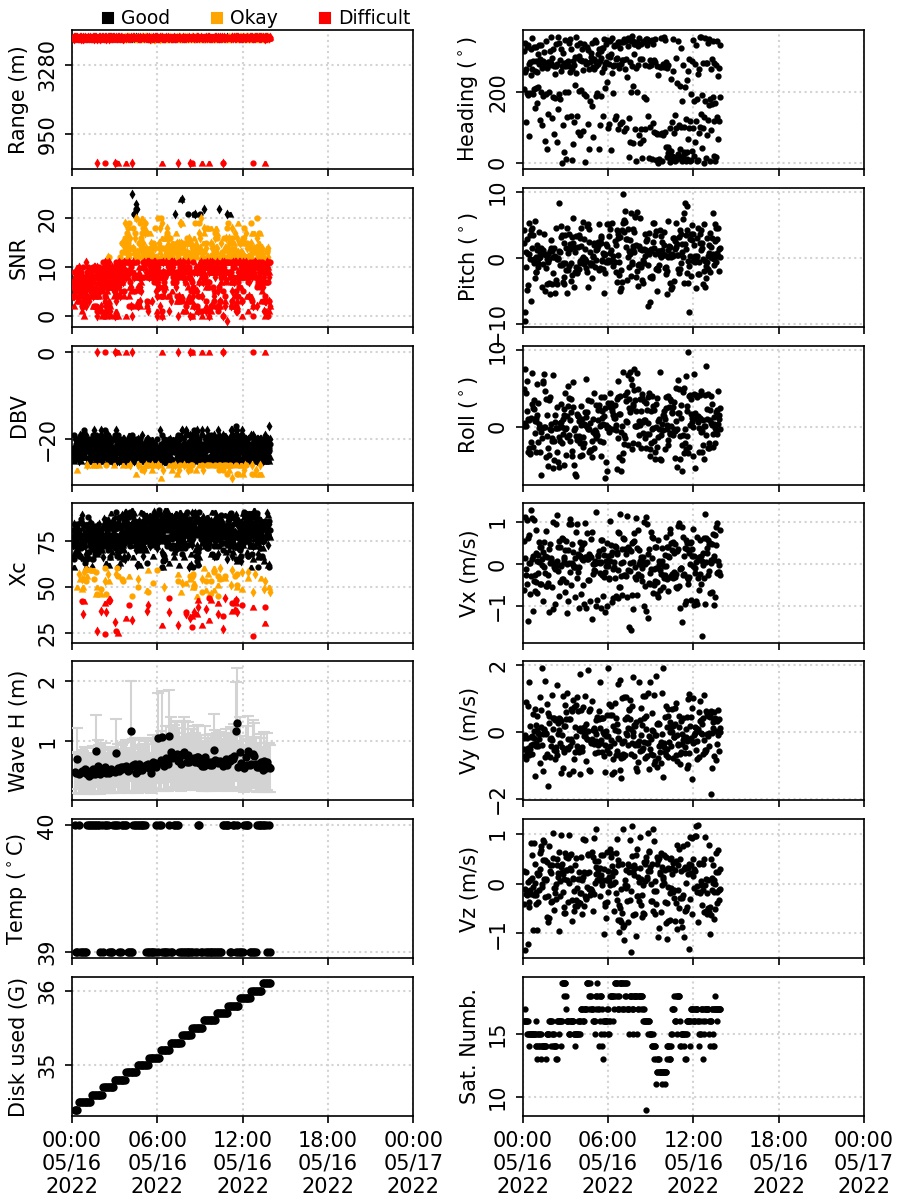 Good Okay Difficult
Range (m)
3280
950
Heading (°)
200
0
SNR
20
10
0
Pitch (°)
10
0
−10
DBV
0
−20
Roll (°)
10
0
Xc
75
50
25
Vx (m/s)
1
0
−1
Wave H (m)
2
1
Vy (m/s)
2
0
−2
Temp (°C)
40
39
Vz (m/s)
1
0
−1
Disk used (G)
36
35
Sat. Numb.
15
10
00:00 06:00 12:00 18:00 00:00
05/16 05/16 05/16 05/16 05/17
2022 2022 2022 2022 2022
00:00 06:00 12:00 18:00 00:00
05/16 05/16 05/16 05/16 05/17
2022 2022 2022 2022 2022